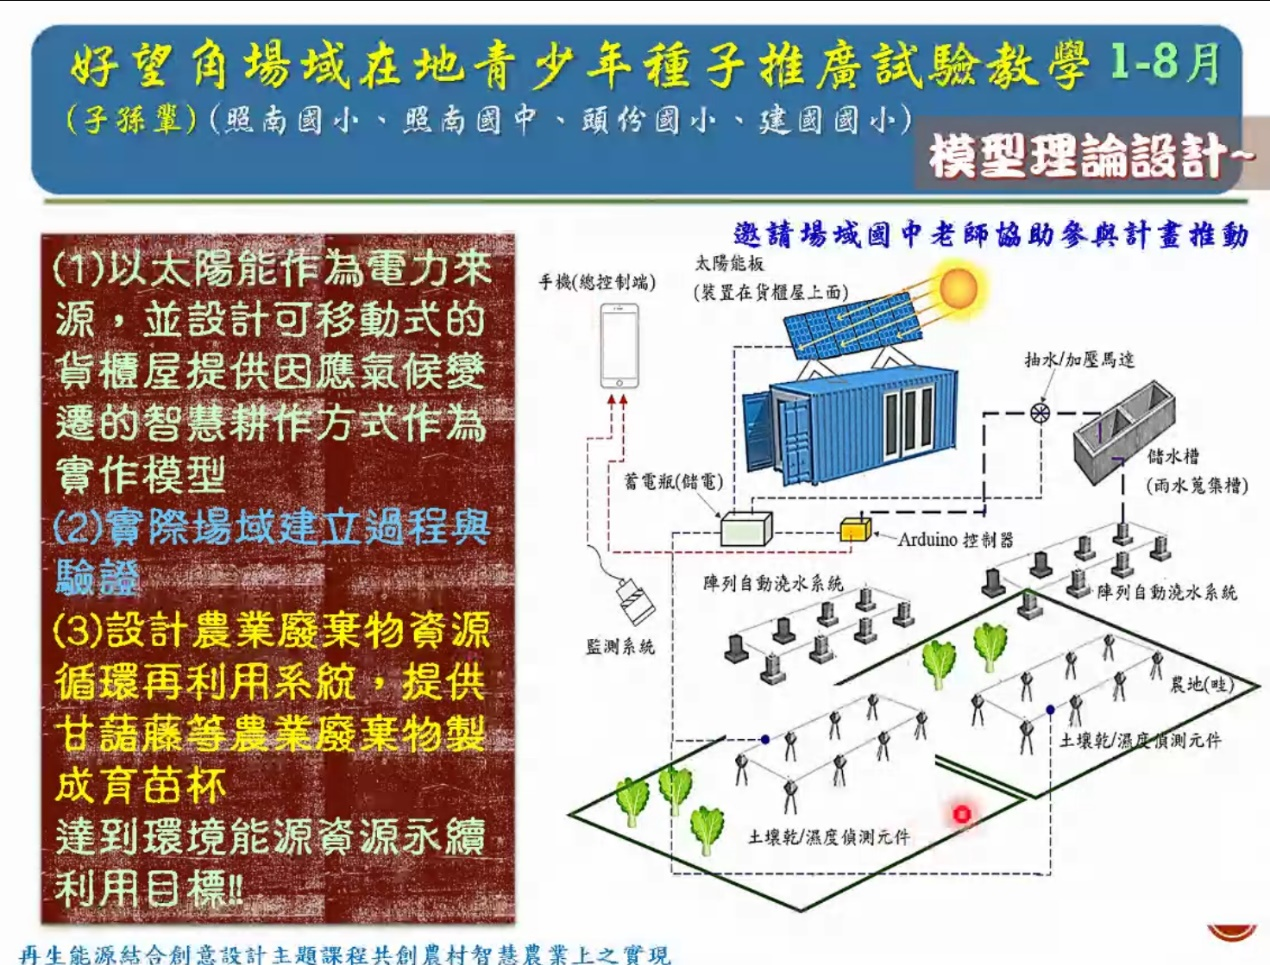 好望角場域在地青少年種子推廣試驗教學 1-8月
(子孫輩)(照南國小、照南國中、頭份國小、建國國小)
模型理論設計~
(1)以太陽能作為電力來
源，並設計可移動式的
貨櫃屋提供因應氣候變
遷的智慧耕作方式作為
實作模型
(2)實際場域建立過程與
驗證
(3)設計農業廢棄物資源
循環再利用系統，提供
甘藷藤等農業廢棄物製
成育苗杯
達到環境能源資源永續
利用目標!!
邀請場域國中老師協助參與計畫推動
手機(總控制端)
太陽能板
(裝置在貨櫃屋上面)
抽水/加壓馬達
儲水槽
(雨水蒐集槽)
蓄電瓶(儲電)
Arduino 控制器
陣列自動澆水系統
陣列自動澆水系統
監測系統
農地(畦)
土壤乾/濕度偵測元件
土壤乾/濕度偵測元件
再生能源結合創意設計主題課程共創農村智慧農業上之實現